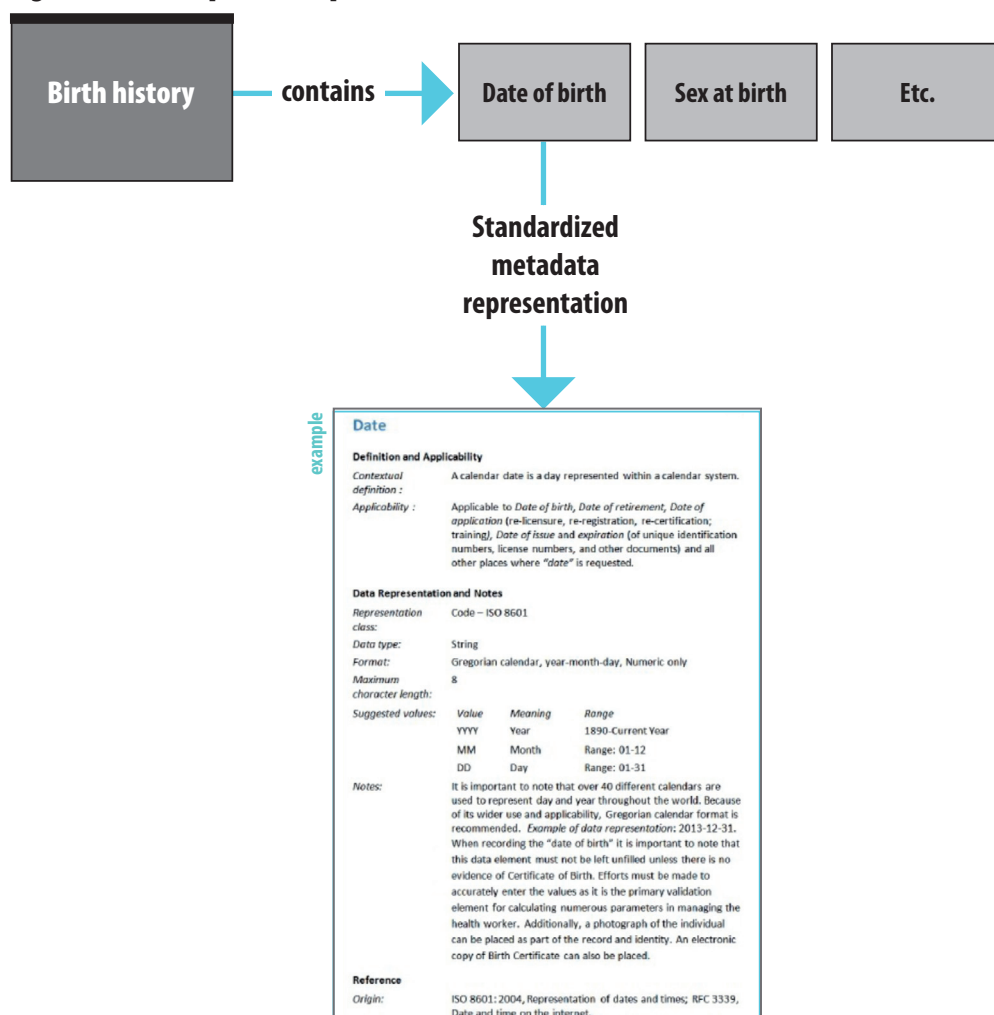 Birth history
contains
Date of birth
Sex at birth
Etc.
Standardized
metadata
representation
example
Date
Definition and Applicability
Contextual definition : A calendar date is a day represented within a calendar system.
Applicability : Applicable to Date of birth, Date of retirement, Date of
application (re-licensure, re-registration, re-certification;
training), Date of issue and expiration (of unique identification
numbers, license numbers, and other documents) and all
other places where "date" is requested.
Data Representation and Notes
Representation class: Code – ISO 8601
Data type: String
Format: Gregorian calendar, year-month-day, Numeric only
Maximum character length: 8
Suggested values: Value Meaning Range
YYYY Year 1890-Current Year
MM Month Range: 01-12
DD Day Range: 01-31
Notes: It is important to note that over 40 different calendars are
used to represent day and year throughout the world. Because
of its wider use and applicability, Gregorian calendar format is
recommended. Example of data representation: 2013-12-31.
When recording the "date of birth" it is important to note that
this data element must not be left unfilled unless there is no
evidence of Certificate of Birth. Efforts must be made to
accurately enter the values as it is the primary validation
element for calculating numerous parameters in managing the
health worker. Additionally, a photograph of the individual
can be placed as part of the record and identity. An electronic
copy of Birth Certificate can also be placed.
Reference
Origin: ISO 8601: 2004, Representation of dates and times; RFC 3339,
Date and time on the internet.